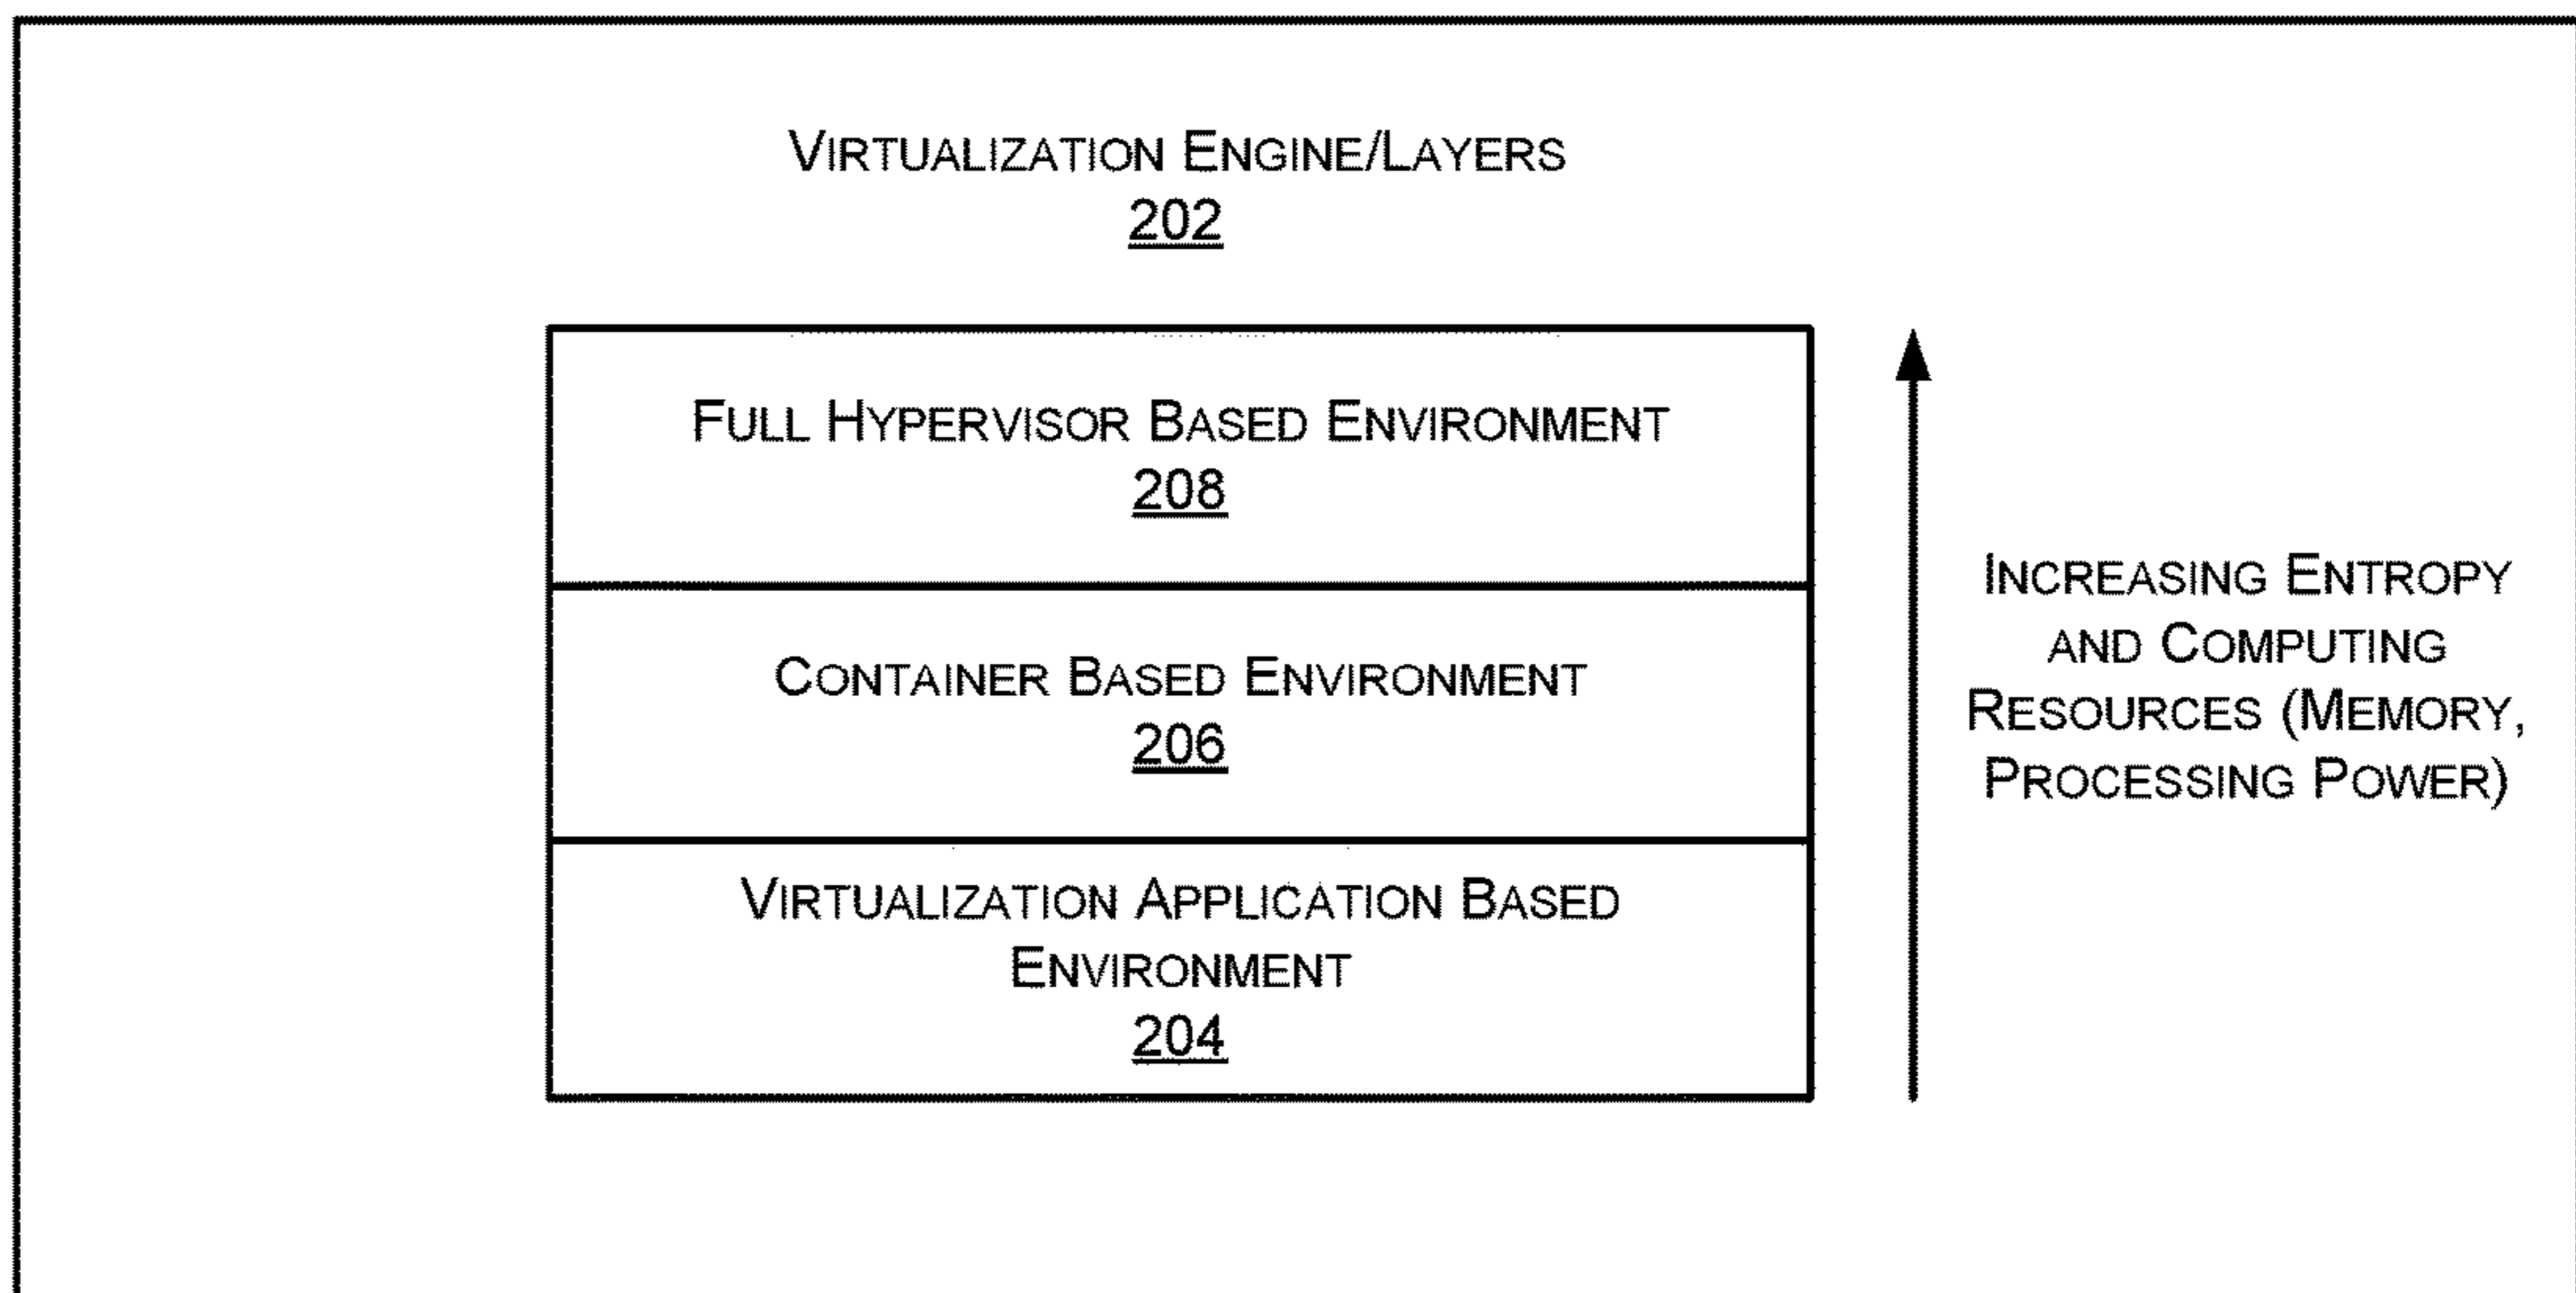 VIRTUALIZATION ENGINE/LAYERS
202
FULL HYPERVISOR BASED ENVIRONMENT
208
CONTAINER BASED ENVIRONMENT
206
VIRTUALIZATION APPLICATION BASED
ENVIRONMENT
204
INCREASING ENTROPY
AND COMPUTING
RESOURCES (MEMORY,
PROCESSING POWER)